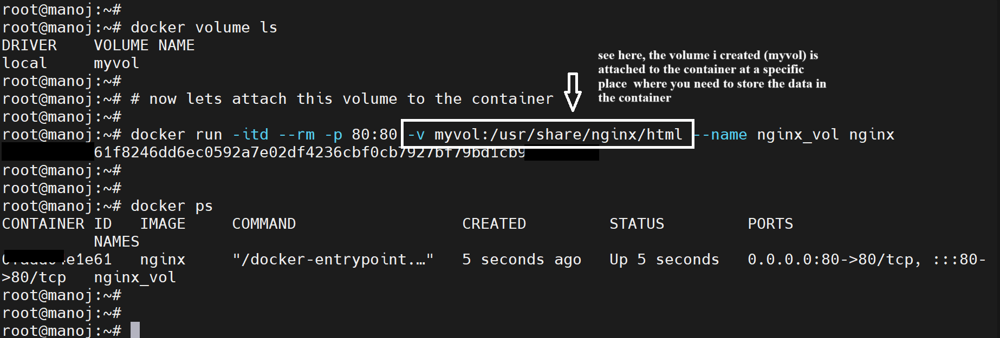 root@manoj:~#
root@manoj:~# docker volume ls
DRIVER    VOLUME NAME
local     myvol
root@manoj:~#
see here, the volume i created (myvol) is
attached to the container at a specific
place  where you need to store the data in
the container
root@manoj:~# # now lets attach this volume to the container
root@manoj:~#
root@manoj:~# docker run -itd --rm -p 80:80 -v myvol:/usr/share/nginx/html --name nginx_vol nginx
61f8246dd6ec0592a7e02df4236cbf0cb7927bf79bd1cb9
root@manoj:~#
root@manoj:~#
root@manoj:~# docker ps
CONTAINER ID   IMAGE     COMMAND                  CREATED         STATUS         PORTS
          NAMES
e1e61   nginx     "/docker-entrypoint.…"   5 seconds ago   Up 5 seconds   0.0.0.0:80->80/tcp, :::80-
>80/tcp   nginx_vol
root@manoj:~#
root@manoj:~#
root@manoj:~#